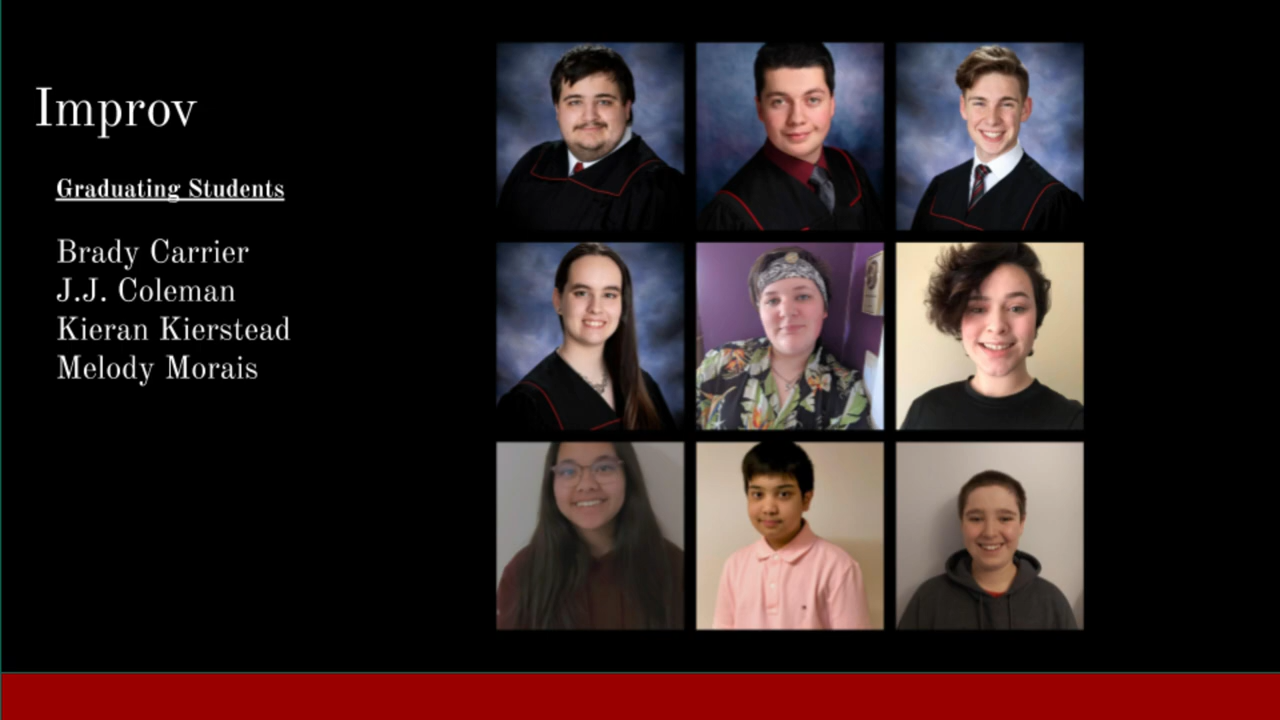 Improv
Graduating Students
Brady Carrier
J.J. Coleman
Kieran Kierstead
Melody Morais